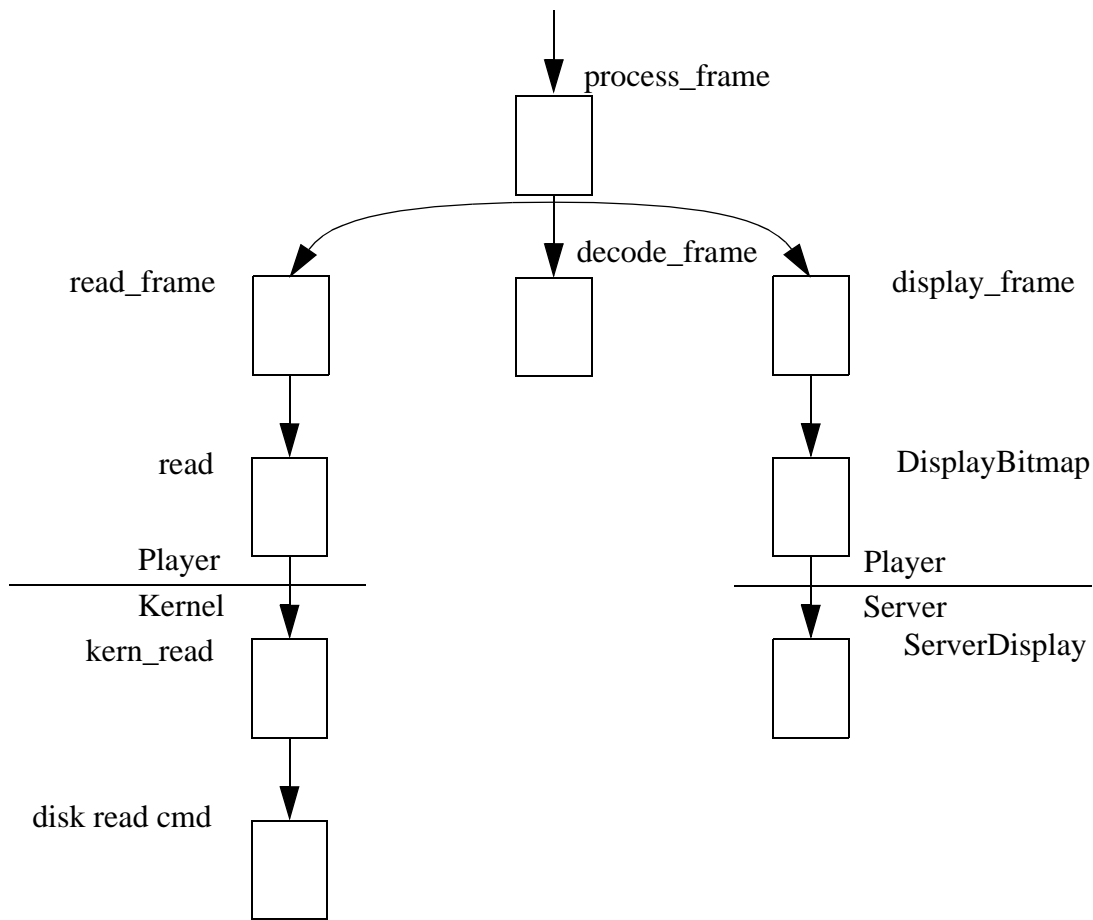 process_frame
decode_frame
read_frame
display_frame
read
DisplayBitmap
Player
Player
Kernel
Server
kern_read
ServerDisplay
disk read cmd